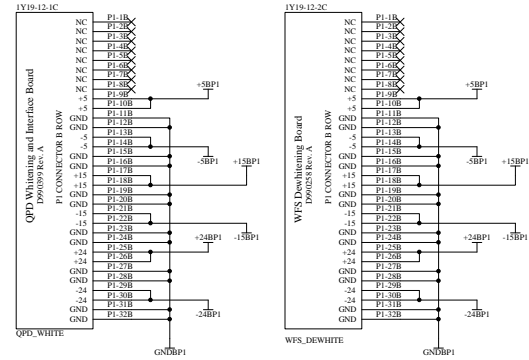 1Y19-12-1C
QPD Whitening and Interface Board
D990399 Rev. A
P1 CONNECTOR B ROW
NC P1-1B
NC P1-2B
NC P1-3B
NC P1-4B
NC P1-5B
NC P1-6B
NC P1-7B
NC P1-8B
+5 P1-9B
+5 P1-10B
GND P1-11B
GND P1-12B
-5 P1-13B
-5 P1-14B
GND P1-15B
GND P1-16B
+15 P1-17B
+15 P1-18B
GND P1-19B
GND P1-20B
-15 P1-21B
-15 P1-22B
GND P1-23B
GND P1-24B
+24 P1-25B
+24 P1-26B
GND P1-27B
GND P1-28B
-24 P1-29B
-24 P1-30B
GND P1-31B
GND P1-32B
+5BP1
-5BP1
+15BP1
-15BP1
+24BP1
-24BP1
GNDBP1
QPD_WHITE
1Y19-12-2C
WFS Dewhitening Board
D990258 Rev. A
P1 CONNECTOR B ROW
NC P1-1B
NC P1-2B
NC P1-3B
NC P1-4B
NC P1-5B
NC P1-6B
NC P1-7B
NC P1-8B
+5 P1-9B
+5 P1-10B
GND P1-11B
GND P1-12B
-5 P1-13B
-5 P1-14B
GND P1-15B
GND P1-16B
+15 P1-17B
+15 P1-18B
GND P1-19B
GND P1-20B
-15 P1-21B
-15 P1-22B
GND P1-23B
GND P1-24B
+24 P1-25B
+24 P1-26B
GND P1-27B
GND P1-28B
-24 P1-29B
-24 P1-30B
GND P1-31B
GND P1-32B
+5BP1
-5BP1
+15BP1
-15BP1
+24BP1
-24BP1
GNDBP1
WFS_DEWHITE